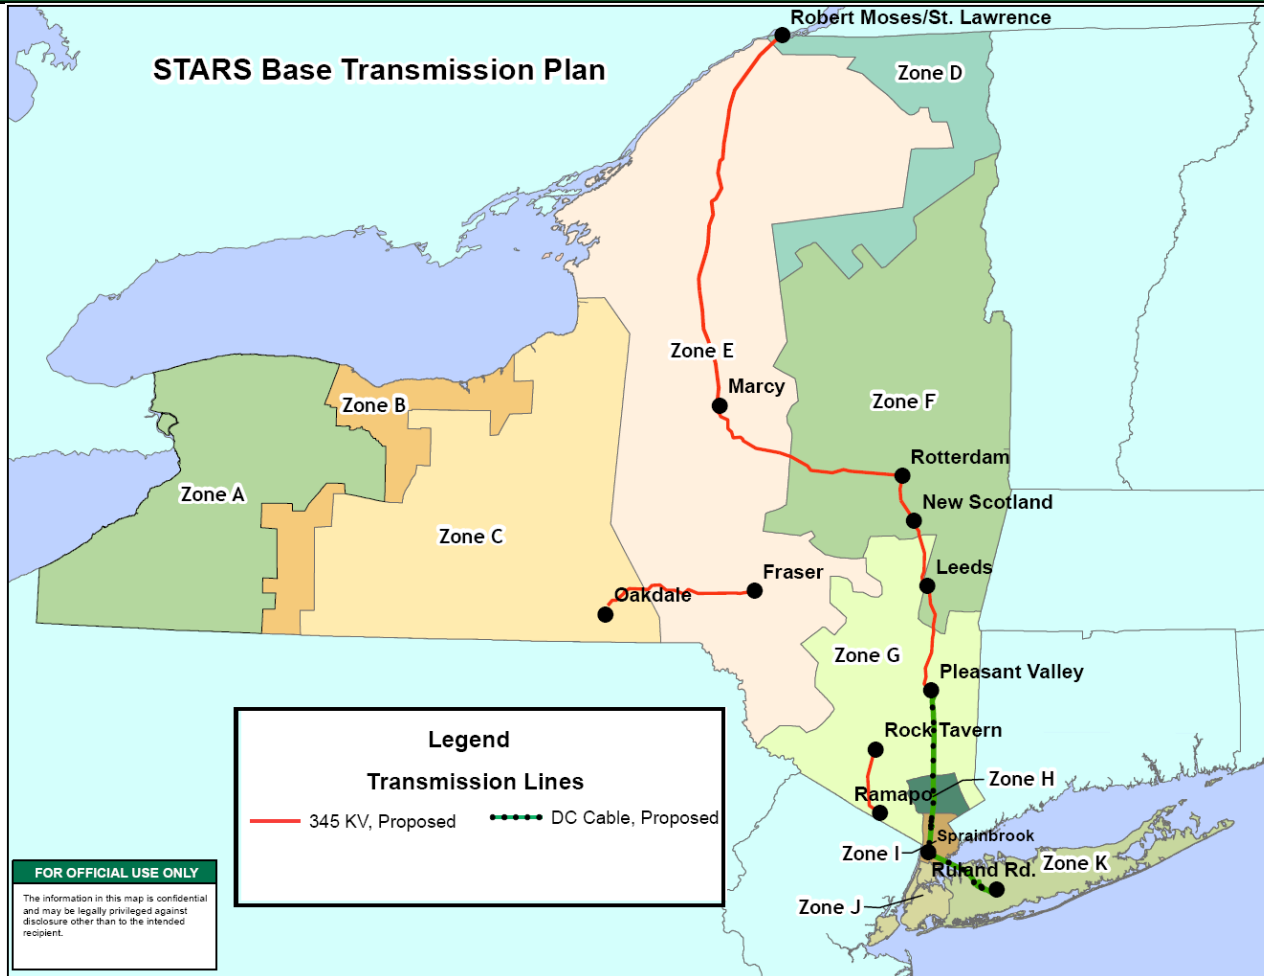 Robert Moses/St. Lawrence
STARS Base Transmission Plan
Zone D
Zone E
Marcy
Zone B
Zone F
Rotterdam
Zone A
New Scotland
Zone C
Leeds
Fraser
Oakdale
Zone G
Pleasant Valley
Rock Tavern
Legend
Transmission Lines
345 KV, Proposed
DC Cable, Proposed
Zone H
Ramapo
Sprainbrook
Zone I
Zone K
Ruland Rd.
Zone J
FOR OFFICIAL USE ONLY
The information in this map is confidential
and may be legally privileged against
disclosure other than to the intended
recipient.